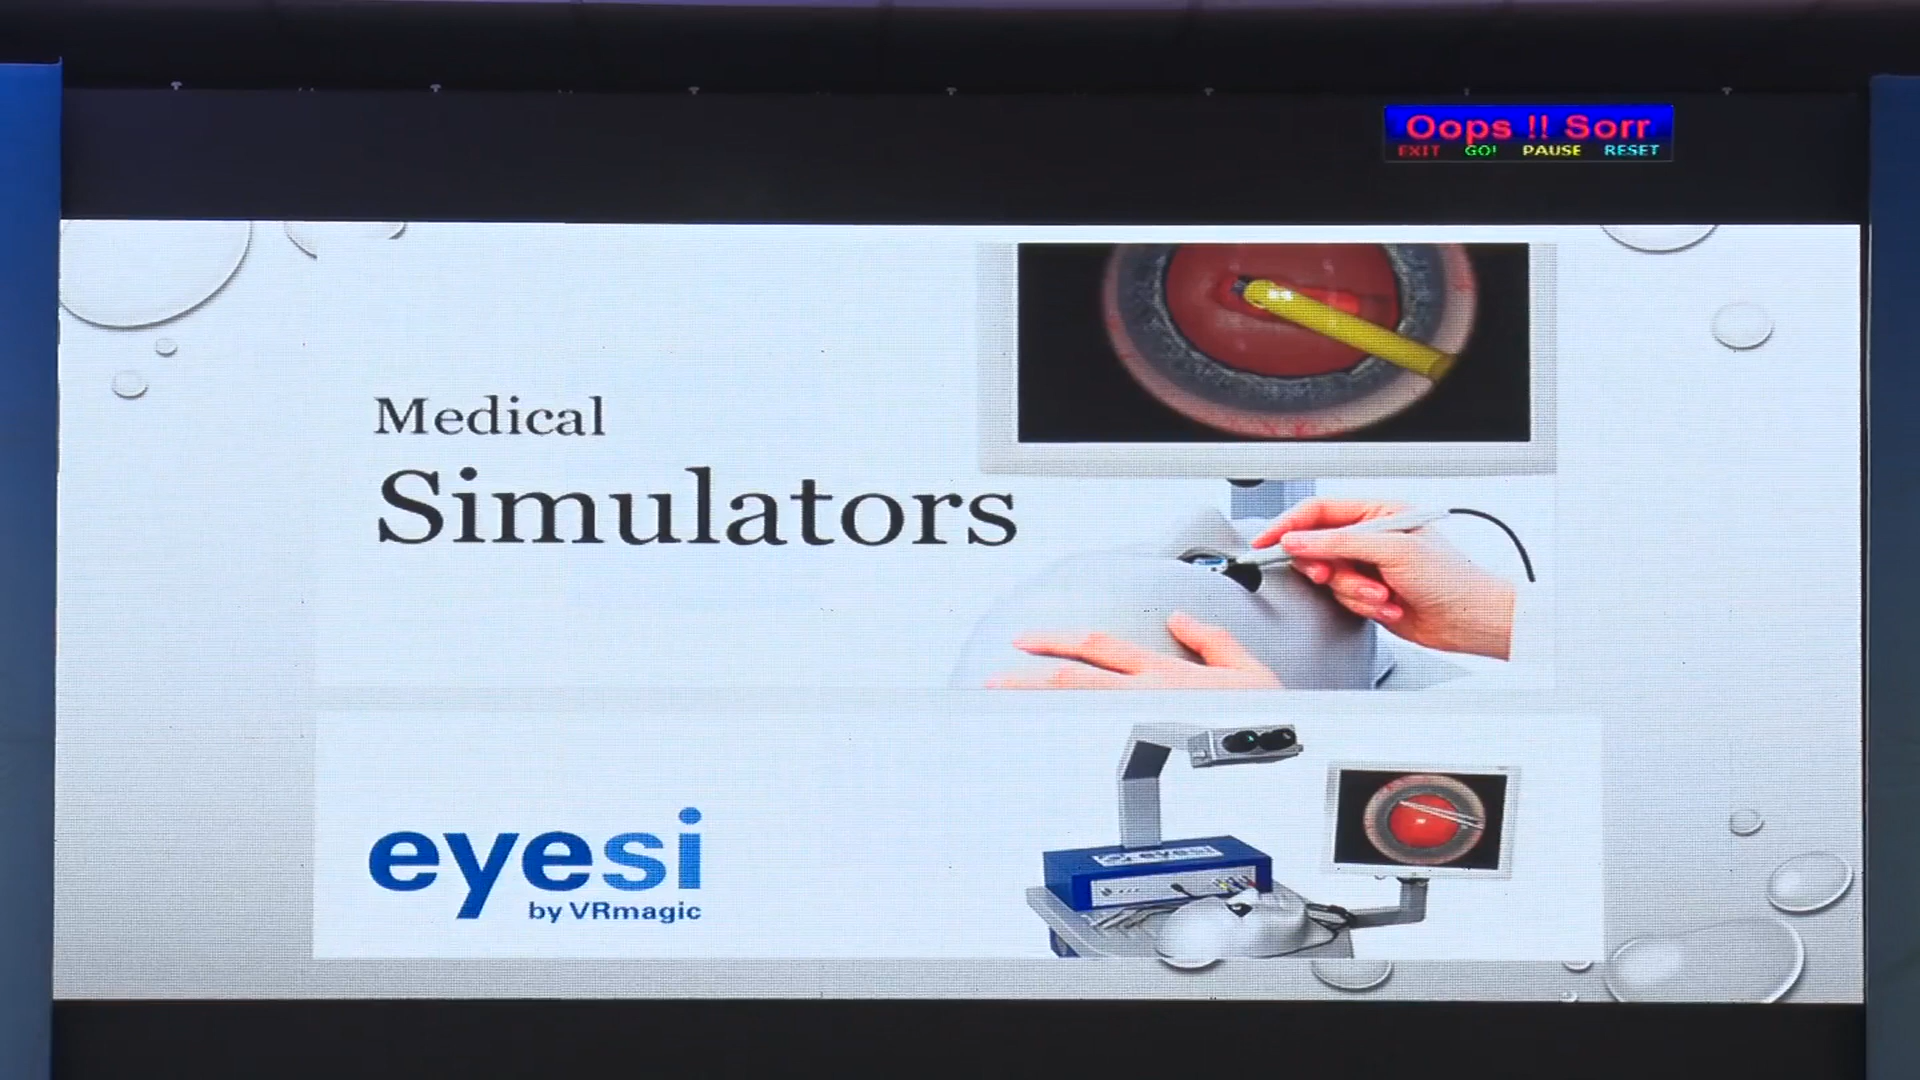 Oops !! Sorr
EXIT GO! PAUSE RESET
Medical
Simulators
eyesi
by VRmagic
eyesi